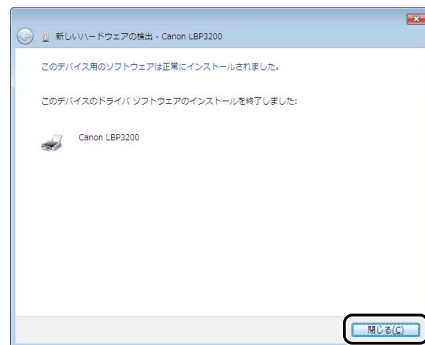 新しいハードウェアの検出 - Canon LBP3200
このデバイス用のソフトウェアは正常にインストールされました。
このデバイスのドライバ ソフトウェアのインストールを終了しました:
Canon LBP3200
閉じる(C)